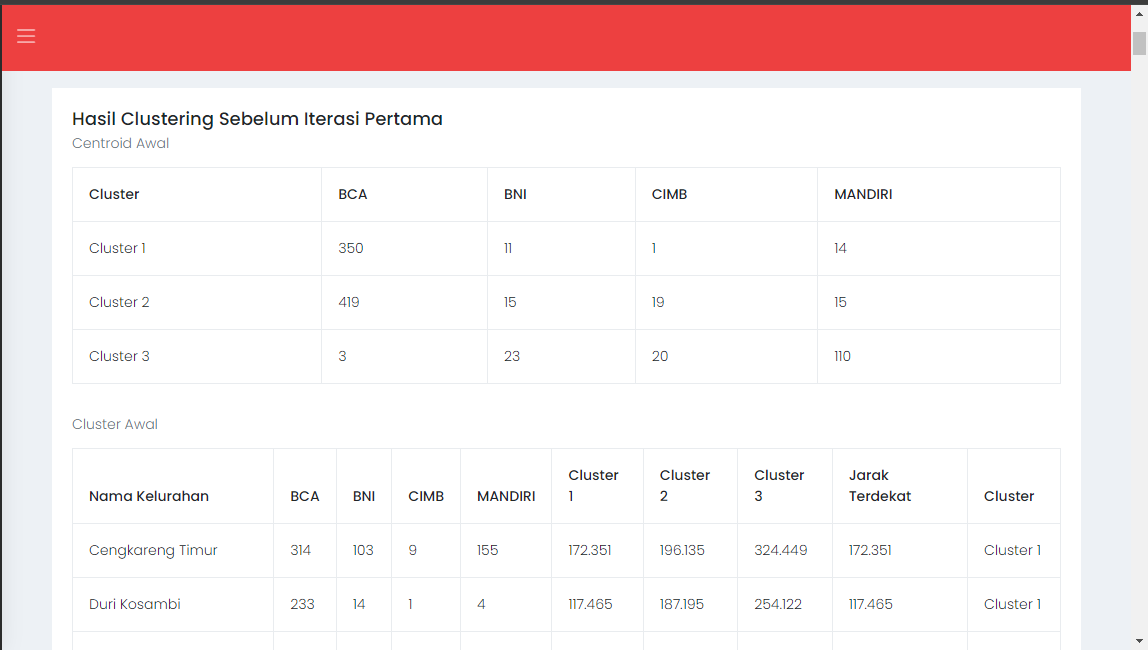 Hasil Clustering Sebelum Iterasi Pertama
Centroid Awal
Cluster BCA BNI CIMB MANDIRI
Cluster 1 350 11 1 14
Cluster 2 419 15 19 15
Cluster 3 3 23 20 110
Cluster Awal
Nama Kelurahan BCA BNI CIMB MANDIRI Cluster 1 Cluster 2 Cluster 3 Jarak Terdekat Cluster
Cengkareng Timur 314 103 9 155 172.351 196.135 324.449 172.351 Cluster 1
Duri Kosambi 233 14 1 4 117.465 187.195 254.122 117.465 Cluster 1